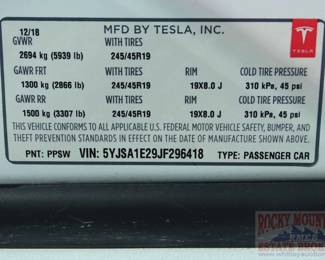 12/18 MFD BY TESLA, INC.
GVWR WITH TIRES
2694 kg (5939 lb) 245/45R19
TESLA
GAWR FRT WITH TIRES RIM COLD TIRE PRESSURE
1300 kg (2866 lb) 245/45R19 19X8.0 J 310 kPa, 45 psi
GAWR RR WITH TIRES RIM COLD TIRE PRESSURE
1500 kg (3307 lb) 245/45R19 19X8.0 J 310 kPa, 45 psi
THIS VEHICLE CONFORMS TO ALL APPLICABLE U.S. FEDERAL MOTOR VEHICLE SAFETY, BUMPER, AND
THEFT PREVENTION STANDARDS IN EFFECT ON THE DATE OF MANUFACTURE SHOWN ABOVE.
PNT: PPSW VIN: 5YJSA1E29JF296418 TYPE: PASSENGER CAR
ROCKY MOUNTAIN
ESTATE BROKERS